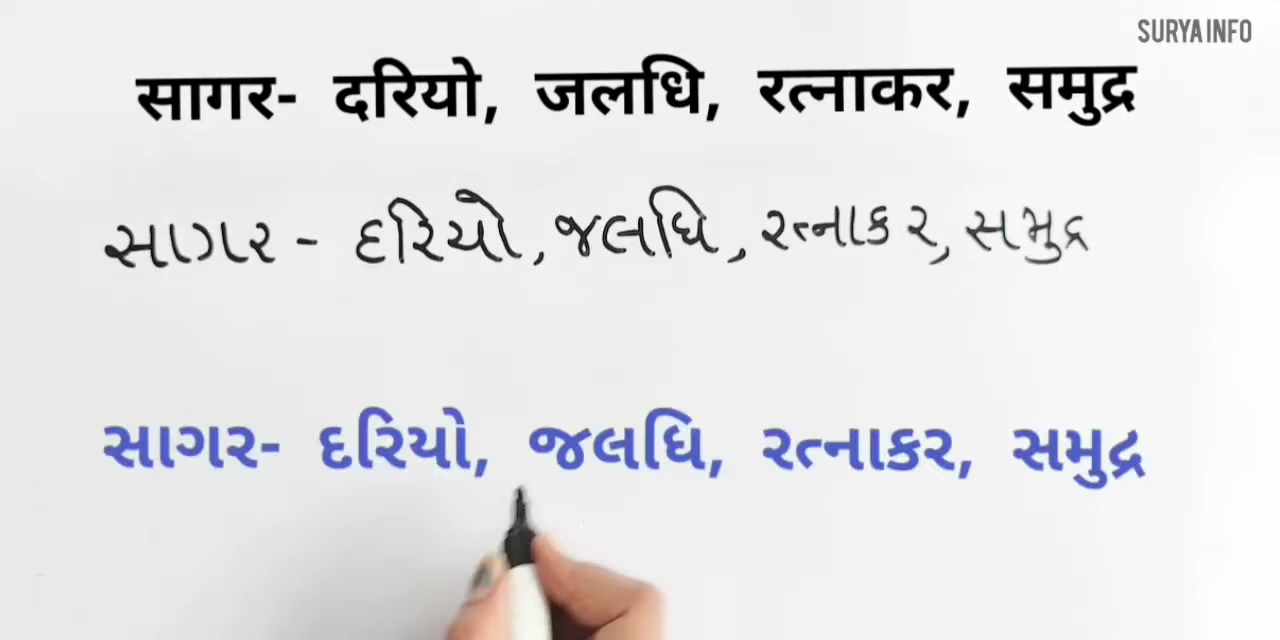 SURYA INFO
सागर- दरियो, जलधि, रत्नाकर, समुद्र
સાગર - દરિયો, જલધિ, રત્નાકર, સમુદ્ર
સાગર- દરિયો, જલધિ, રત્નાકર, સમુદ્ર